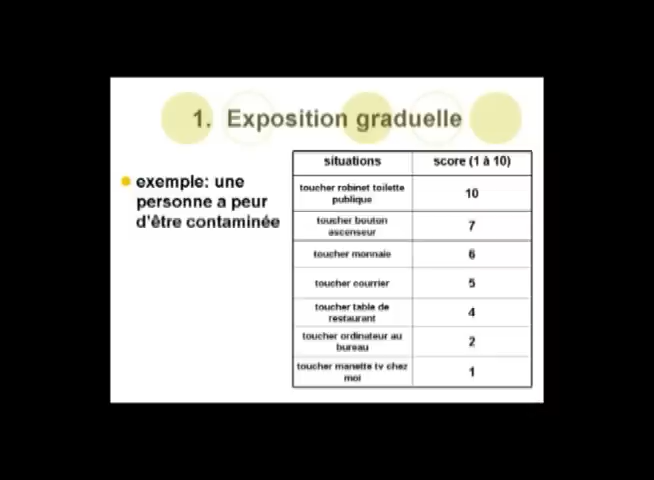 1. Exposition graduelle
exemple: une
personne a peur
d'être contaminée
situations score (1 à 10)
toucher robinet toilette
publique
10
toucher bouton
ascenseur
7
toucher monnaie 6
toucher courrier 5
toucher table de
restaurant
4
toucher ordinateur au
bureau
2
toucher manette tv chez
moi
1